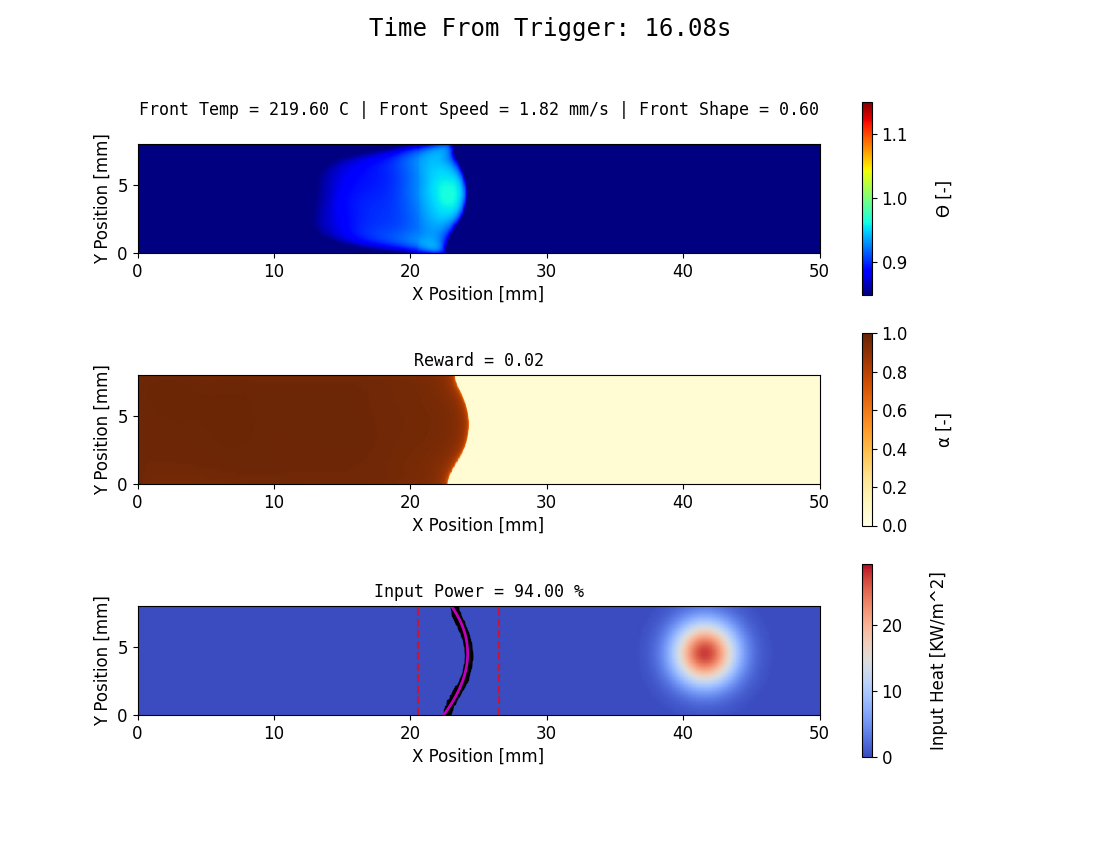 Time From Trigger: 16.08s
Front Temp = 219.60 C | Front Speed = 1.82 mm/s | Front Shape = 0.60
Y Position [mm]
5
0
0 10 20 30 40 50
X Position [mm]
1.1
1.0
0.9
Θ [-]
Reward = 0.02
Y Position [mm]
5
0
0 10 20 30 40 50
X Position [mm]
1.0
0.8
0.6
0.4
0.2
0.0
α [-]
Input Power = 94.00 %
Y Position [mm]
5
0
0 10 20 30 40 50
X Position [mm]
20
10
0
Input Heat [KW/m^2]